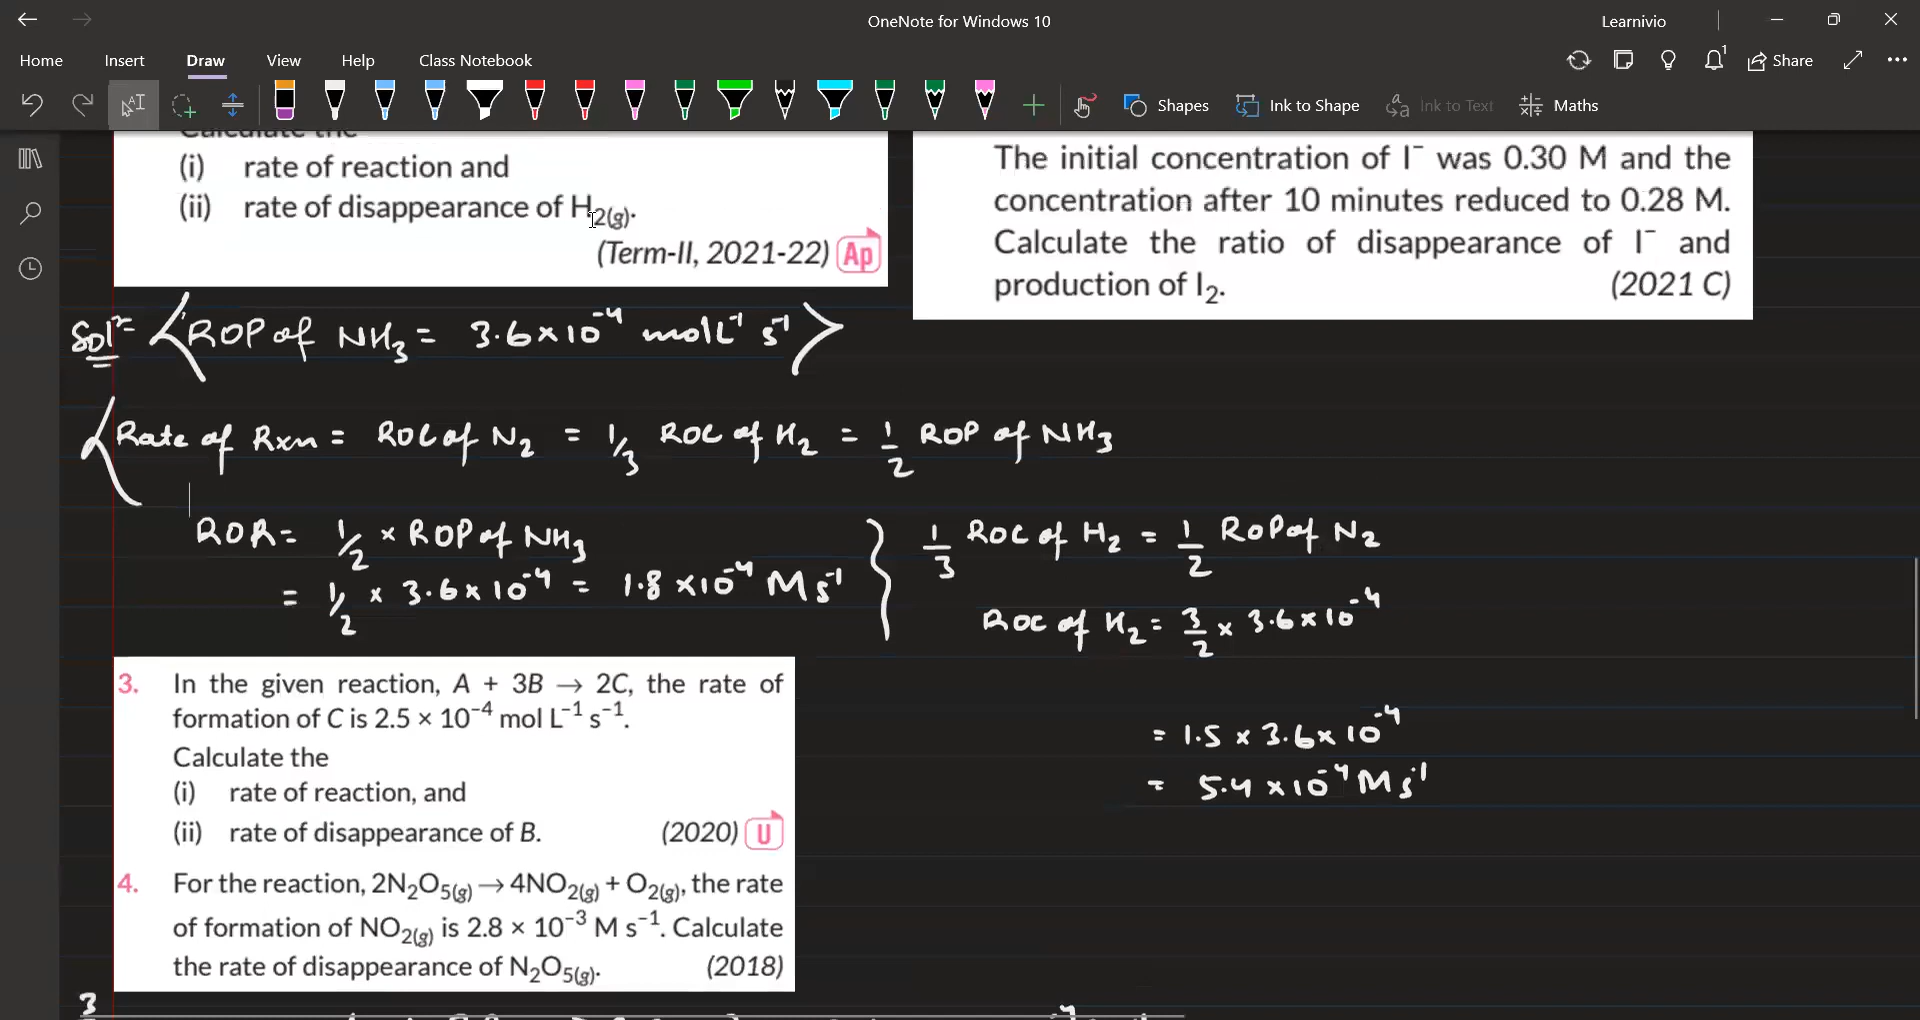 OneNote for Windows 10
Learnivio
Home Insert Draw View Help Class Notebook
1
Share
Shapes Ink to Shape Ink to Text Maths
Calculate the
(i) rate of reaction and
(ii) rate of disappearance of H₂(g).
(Term-II, 2021-22) Ap
The initial concentration of I⁻ was 0.30 M and the
concentration after 10 minutes reduced to 0.28 M.
Calculate the ratio of disappearance of I⁻ and
production of I₂. (2021 C)
Solⁿ= ROP of NH₃ = 3.6×10⁻⁴ mol L⁻¹ s⁻¹
Rate of Rxn = ROC of N₂ = 1/3 ROC of H₂ = 1/2 ROP of NH₃
ROR = 1/2 × ROP of NH₃
= 1/2 × 3.6×10⁻⁴ = 1.8×10⁻⁴ M s⁻¹
1/3 ROC of H₂ = 1/2 ROP of N₂
ROC of H₂ = 3/2 × 3.6×10⁻⁴
= 1.5 × 3.6×10⁻⁴
= 5.4×10⁻⁴ M s⁻¹
3. In the given reaction, A + 3B → 2C, the rate of
formation of C is 2.5 × 10⁻⁴ mol L⁻¹ s⁻¹.
Calculate the
(i) rate of reaction, and
(ii) rate of disappearance of B. (2020) U
4. For the reaction, 2N₂O₅(g) → 4NO₂(g) + O₂(g), the rate
of formation of NO₂(g) is 2.8 × 10⁻³ M s⁻¹. Calculate
the rate of disappearance of N₂O₅(g). (2018)
3